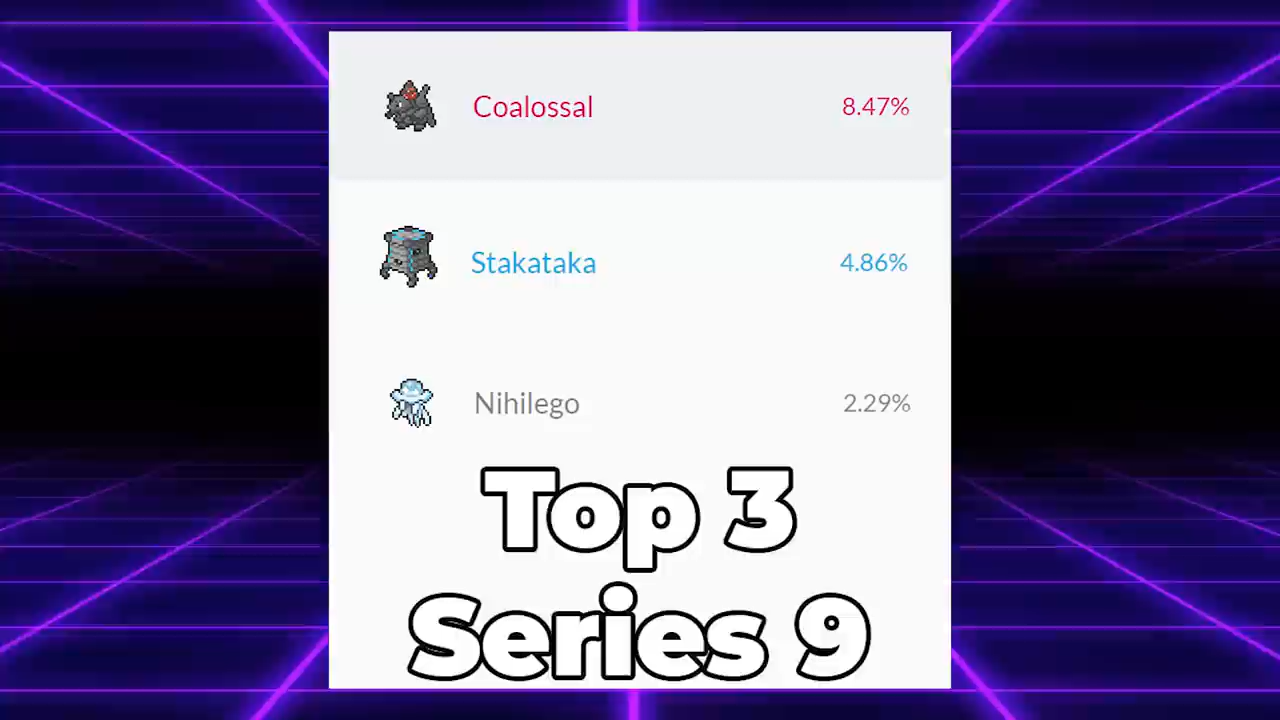 Coalossal 8.47%
Stakataka 4.86%
Nihilego 2.29%
Top 3
Series 9